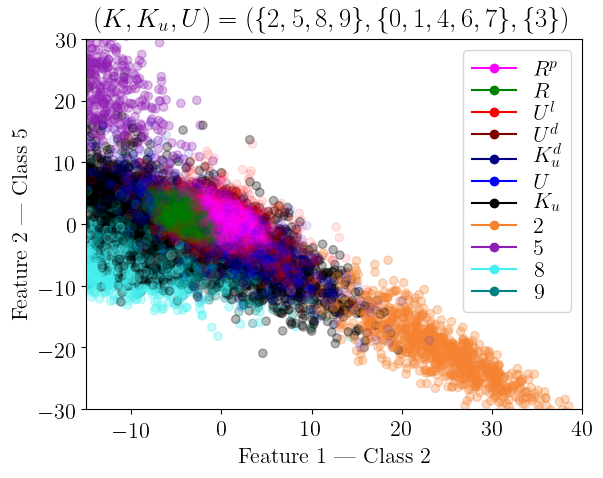 (K, K_u, U) = ({2, 5, 8, 9}, {0, 1, 4, 6, 7}, {3})
30
20
10
0
−10
−20
−30
Feature 2 — Class 5
R^p
R
U^l
U^d
K_u^d
U
K_u
2
5
8
9
−10 0 10 20 30 40
Feature 1 — Class 2